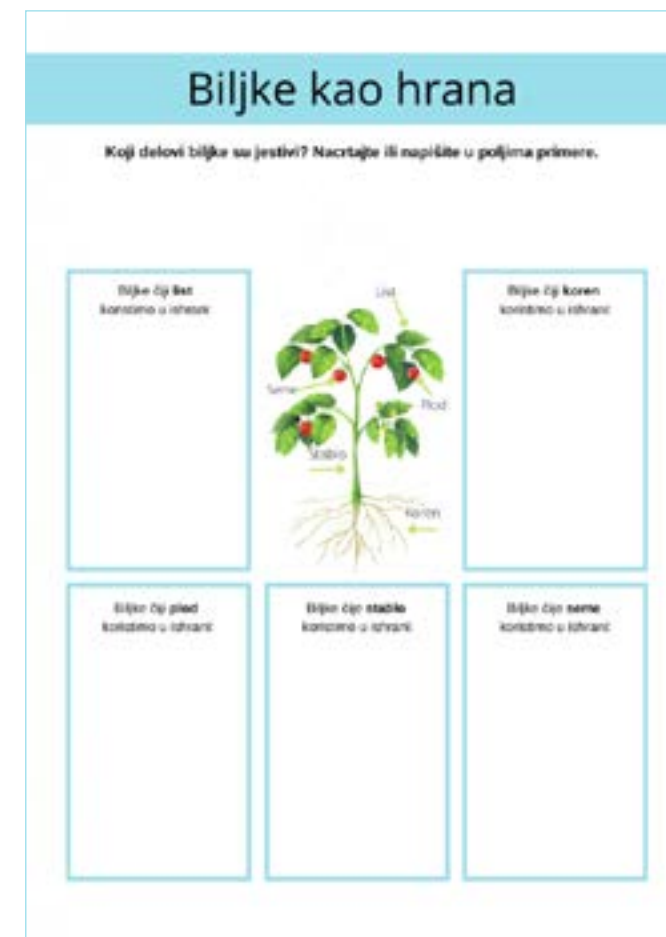 Biljke kao hrana
Koji delovi biljke su jestivi? Nacrtajte ili napišite u poljima primere.
Biljke čiji list
koristimo u ishrani:
List
Seme
Plod
Stablo
Koren
Biljke čiji koren
koristimo u ishrani:
Biljke čiji plod
koristimo u ishrani:
Biljke čije stablo
koristimo u ishrani:
Biljke čije seme
koristimo u ishrani: